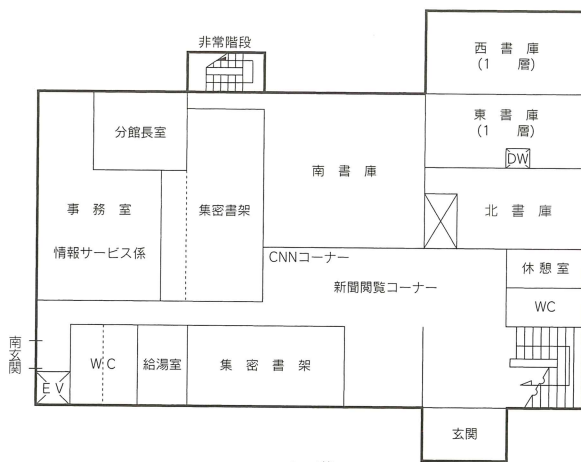 非常階段
西書庫
(1 層)
分館長室
東書庫
(1 層)
DW
南書庫
事務室
集密書架
北書庫
情報サービス係
CNNコーナー
休憩室
新聞閲覧コーナー
WC
南玄関
WC
給湯室
集密書架
EV
玄関